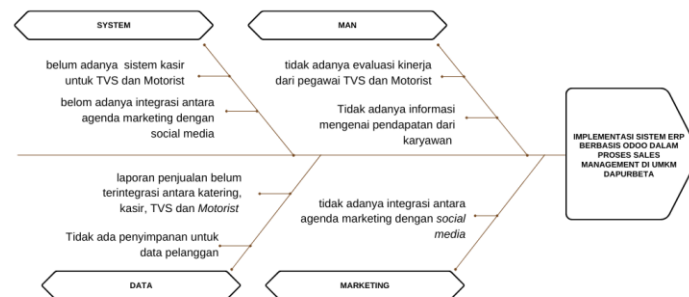 SYSTEM
MAN
belum adanya sistem kasir
untuk TVS dan Motorist
belom adanya integrasi antara
agenda marketing dengan
social media
tidak adanya evaluasi kinerja
dari pegawai TVS dan Motorist
Tidak adanya informasi
mengenai pendapatan dari
karyawan
IMPLEMENTASI SISTEM ERP
BERBASIS ODOO DALAM
PROSES SALES
MANAGEMENT DI UMKM
DAPURBETA
laporan penjualan belum
terintegrasi antara katering,
kasir, TVS dan Motorist
Tidak ada penyimpanan untuk
data pelanggan
tidak adanya integrasi antara
agenda marketing dengan social
media
DATA
MARKETING